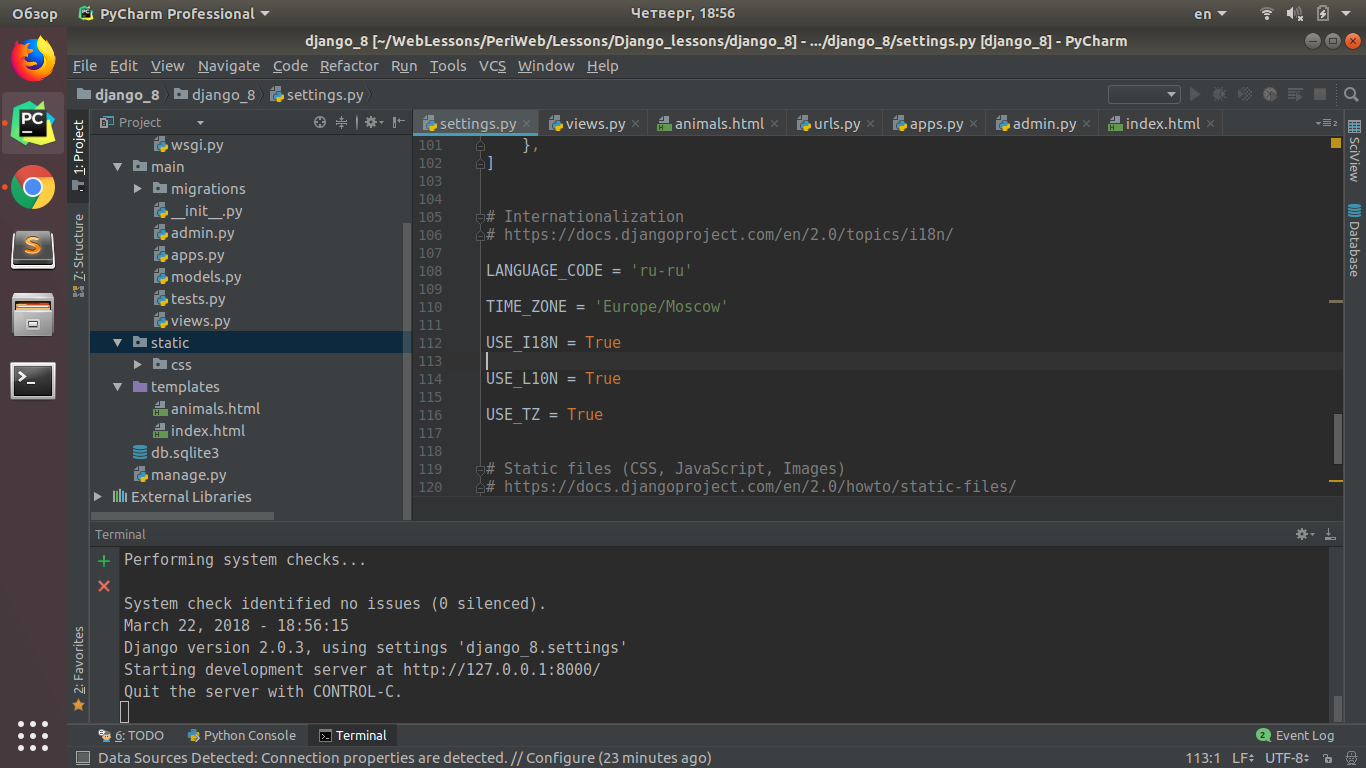 Обзор PyCharm Professional Четверг, 18:56 en
django_8 [~/WebLessons/PeriWeb/Lessons/Django_lessons/django_8] - .../django_8/settings.py [django_8] - PyCharm
File Edit View Navigate Code Refactor Run Tools VCS Window Help
django_8 django_8 settings.py
Project
settings.py views.py animals.html urls.py apps.py admin.py index.html
1: Project
7: Structure
2: Favorites
wsgi.py
main
migrations
__init__.py
admin.py
apps.py
models.py
tests.py
views.py
static
css
templates
animals.html
index.html
db.sqlite3
manage.py
External Libraries
101 },
102 ]
103
104
105 # Internationalization
106 # https://docs.djangoproject.com/en/2.0/topics/i18n/
107
108 LANGUAGE_CODE = 'ru-ru'
109
110 TIME_ZONE = 'Europe/Moscow'
111
112 USE_I18N = True
113
114 USE_L10N = True
115
116 USE_TZ = True
117
118
119 # Static files (CSS, JavaScript, Images)
120 # https://docs.djangoproject.com/en/2.0/howto/static-files/
2
SciView
Database
Terminal
Performing system checks...
System check identified no issues (0 silenced).
March 22, 2018 - 18:56:15
Django version 2.0.3, using settings 'django_8.settings'
Starting development server at http://127.0.0.1:8000/
Quit the server with CONTROL-C.
6: TODO Python Console Terminal 2 Event Log
Data Sources Detected: Connection properties are detected. // Configure (23 minutes ago) 113:1 LF UTF-8
PC
S